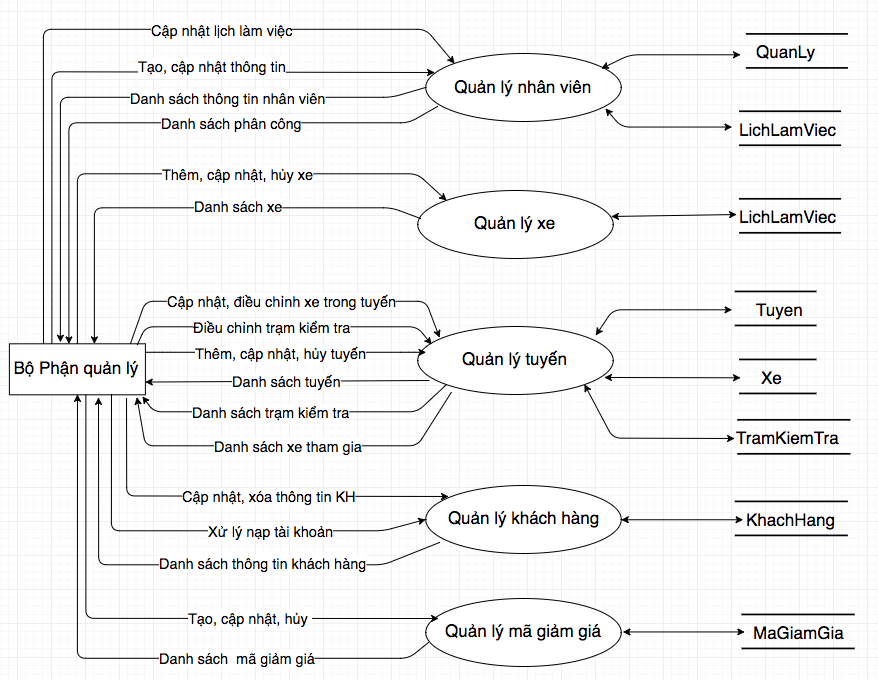 Cập nhật lịch làm việc
Tạo, cập nhật thông tin
Danh sách thông tin nhân viên
Danh sách phân công
Quản lý nhân viên
QuanLy
LichLamViec
Thêm, cập nhật, hủy xe
Danh sách xe
Quản lý xe
LichLamViec
Bộ Phận quản lý
Cập nhật, điều chỉnh xe trong tuyến
Điều chỉnh trạm kiểm tra
Thêm, cập nhật, hủy tuyến
Danh sách tuyến
Danh sách trạm kiểm tra
Danh sách xe tham gia
Quản lý tuyến
Tuyen
Xe
TramKiemTra
Cập nhật, xóa thông tin KH
Xử lý nạp tài khoản
Danh sách thông tin khách hàng
Quản lý khách hàng
KhachHang
Tạo, cập nhật, hủy
Danh sách mã giảm giá
Quản lý mã giảm giá
MaGiamGia